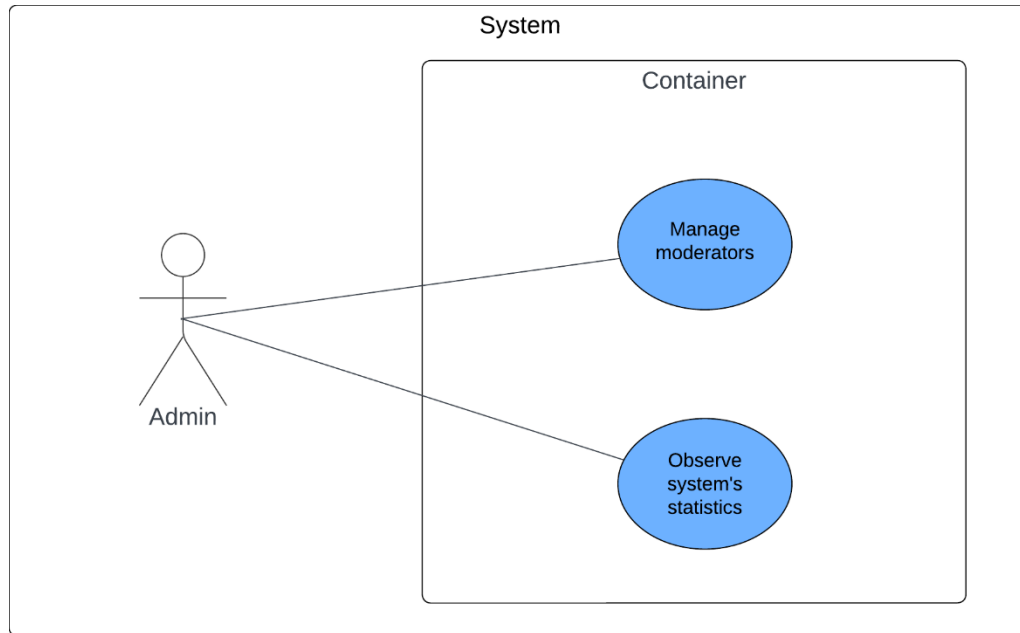 System
Container
Manage
moderators
Admin
Observe
system's
statistics